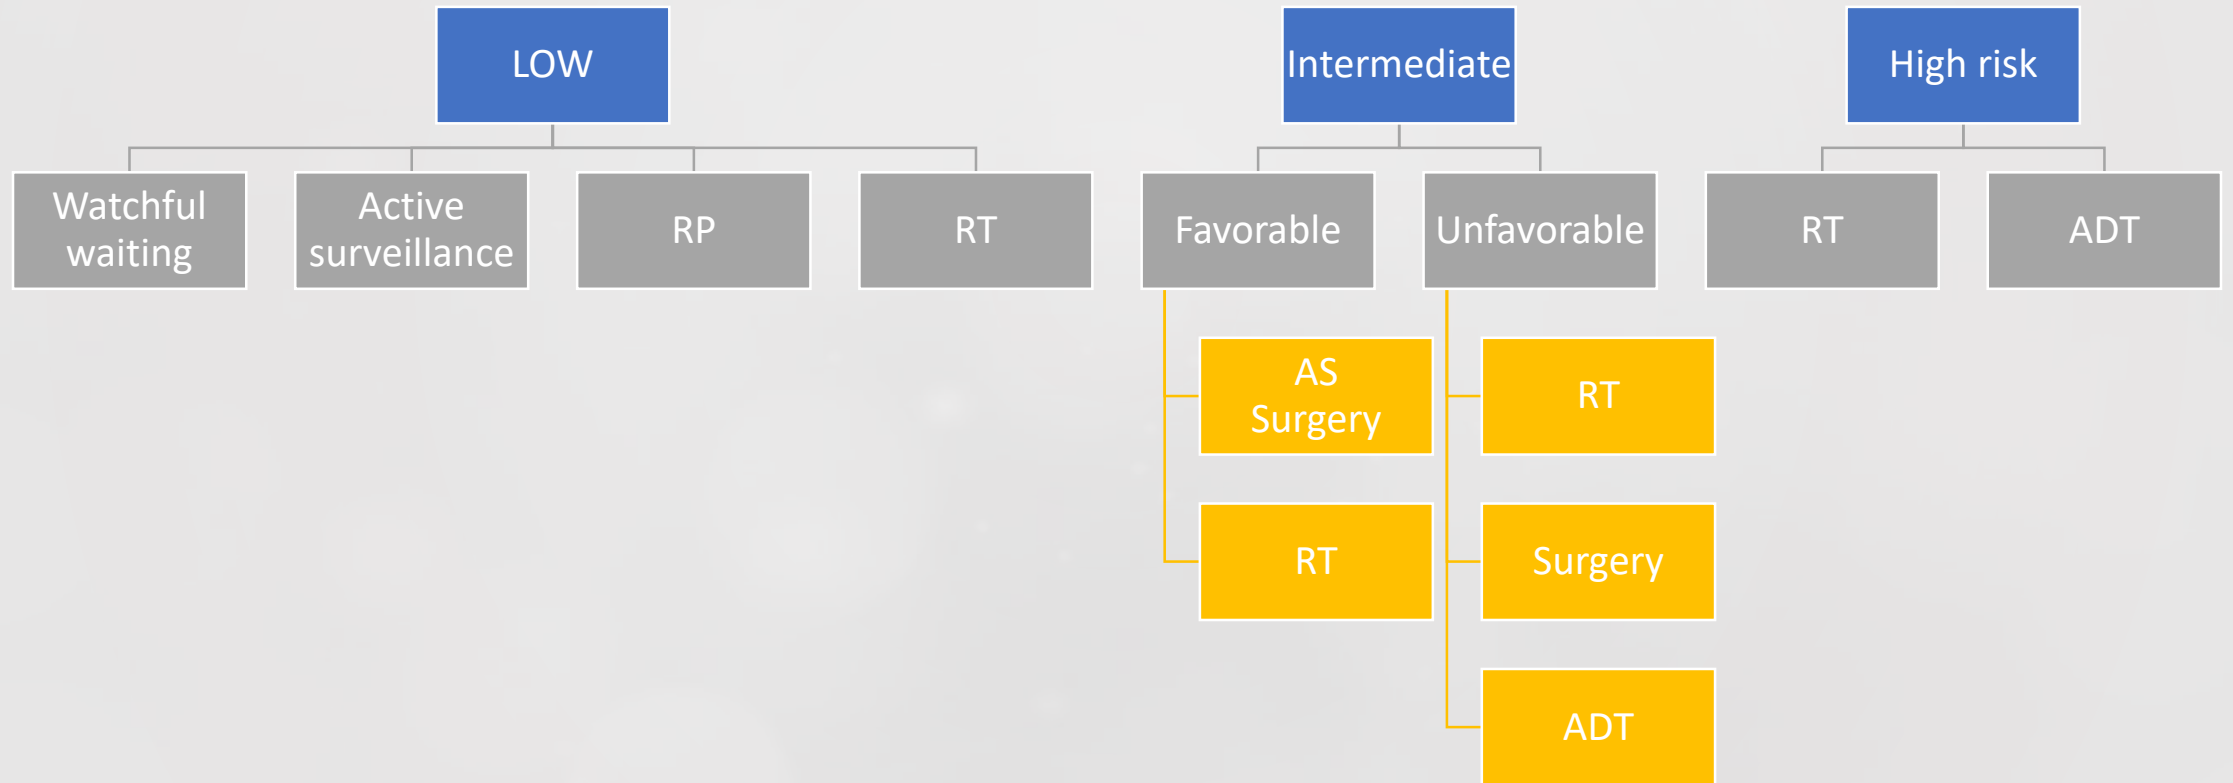 LOW
Intermediate
High risk
Watchful
waiting
Active
surveillance
RP
RT
Favorable
Unfavorable
RT
ADT
AS
Surgery
RT
RT
Surgery
ADT